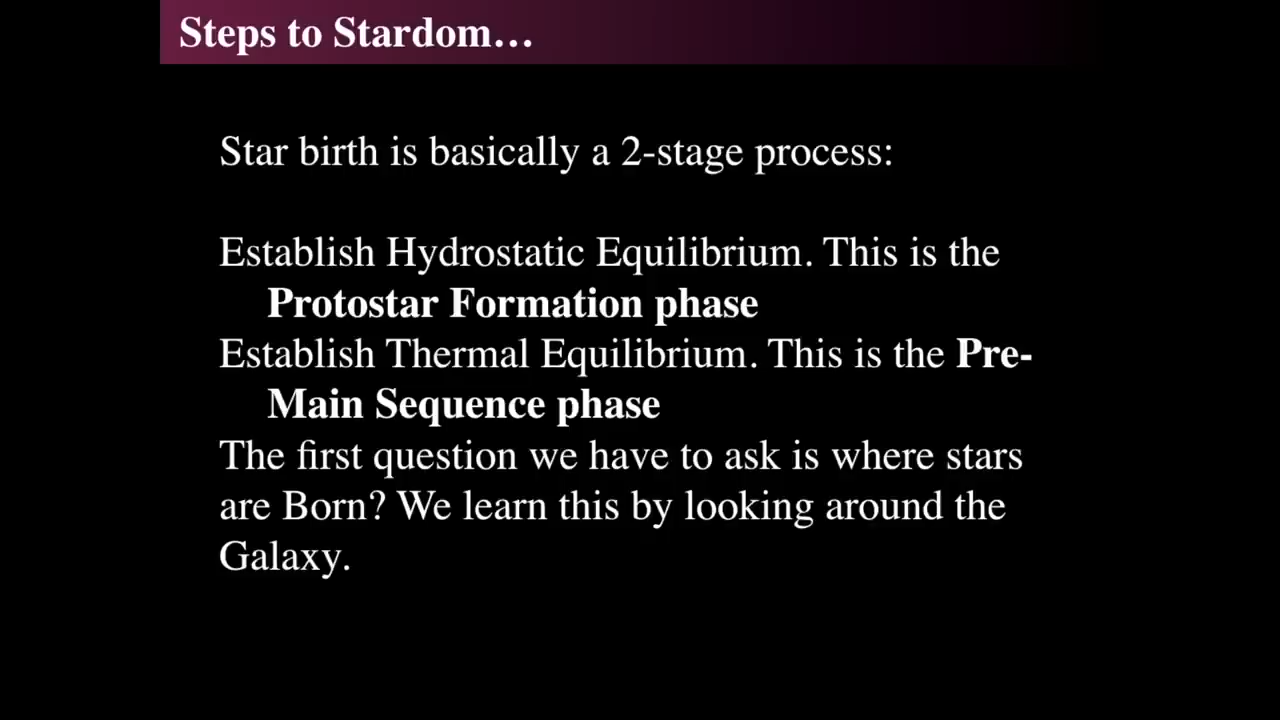 Steps to Stardom…
Star birth is basically a 2-stage process:
Establish Hydrostatic Equilibrium. This is the
Protostar Formation phase
Establish Thermal Equilibrium. This is the Pre-
Main Sequence phase
The first question we have to ask is where stars
are Born? We learn this by looking around the
Galaxy.